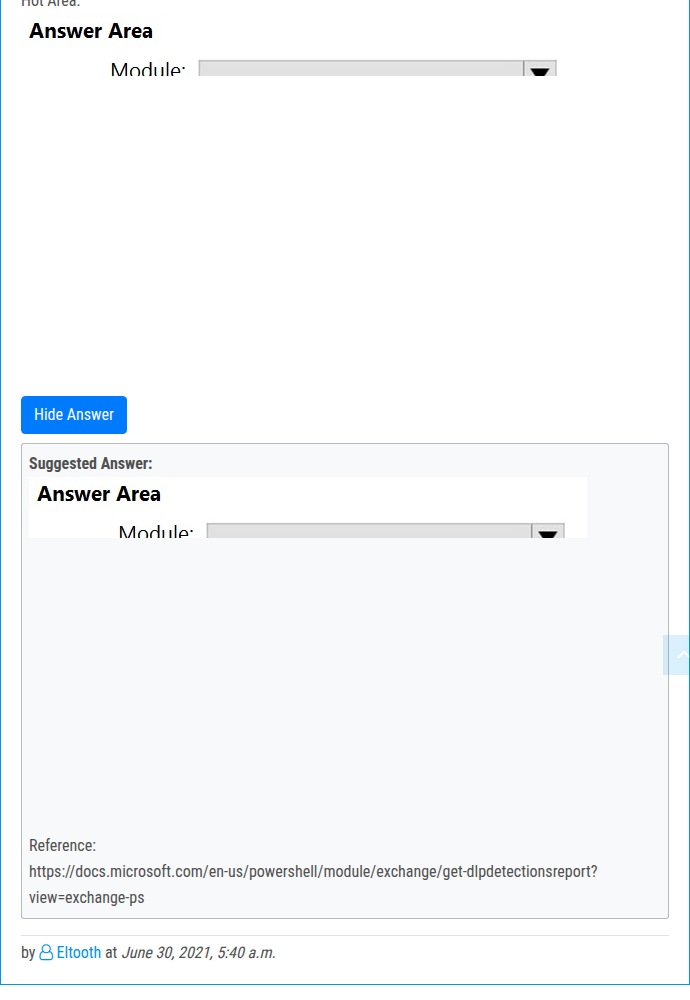 Hot Area:
Answer Area
Module:
Hide Answer
Suggested Answer:
Answer Area
Module:
Reference:
https://docs.microsoft.com/en-us/powershell/module/exchange/get-dlpdetectionsreport?
view=exchange-ps
by Eltooth at June 30, 2021, 5:40 a.m.